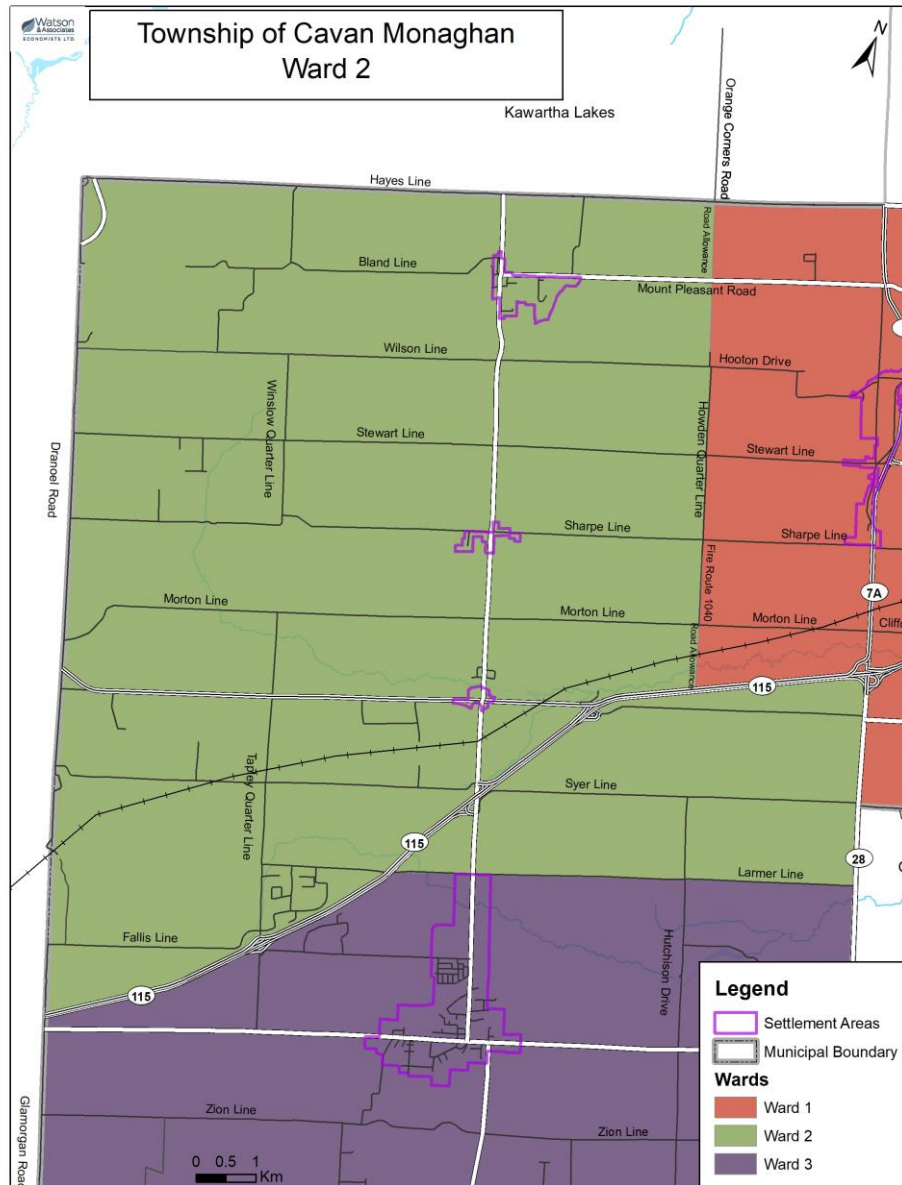 Watson
& Associates
ECONOMISTS LTD.
Township of Cavan Monaghan
Ward 2
N
Kawartha Lakes
Orange Corners Road
Hayes Line
Road Allowance
Bland Line
Mount Pleasant Road
Wilson Line
Hooton Drive
Winslow Quarter Line
Howden Quarter Line
Dranoel Road
Stewart Line
Stewart Line
Sharpe Line
Sharpe Line
Fire Route 1040
7A
Morton Line
Morton Line
Morton Line
Road Allowance
115
Tapley Quarter Line
Syer Line
115
28
Larmer Line
Fallis Line
Hutchison Drive
115
Glamorgan Road
Zion Line
Zion Line
0 0.5 1
Km
Legend
Settlement Areas
Municipal Boundary
Wards
Ward 1
Ward 2
Ward 3